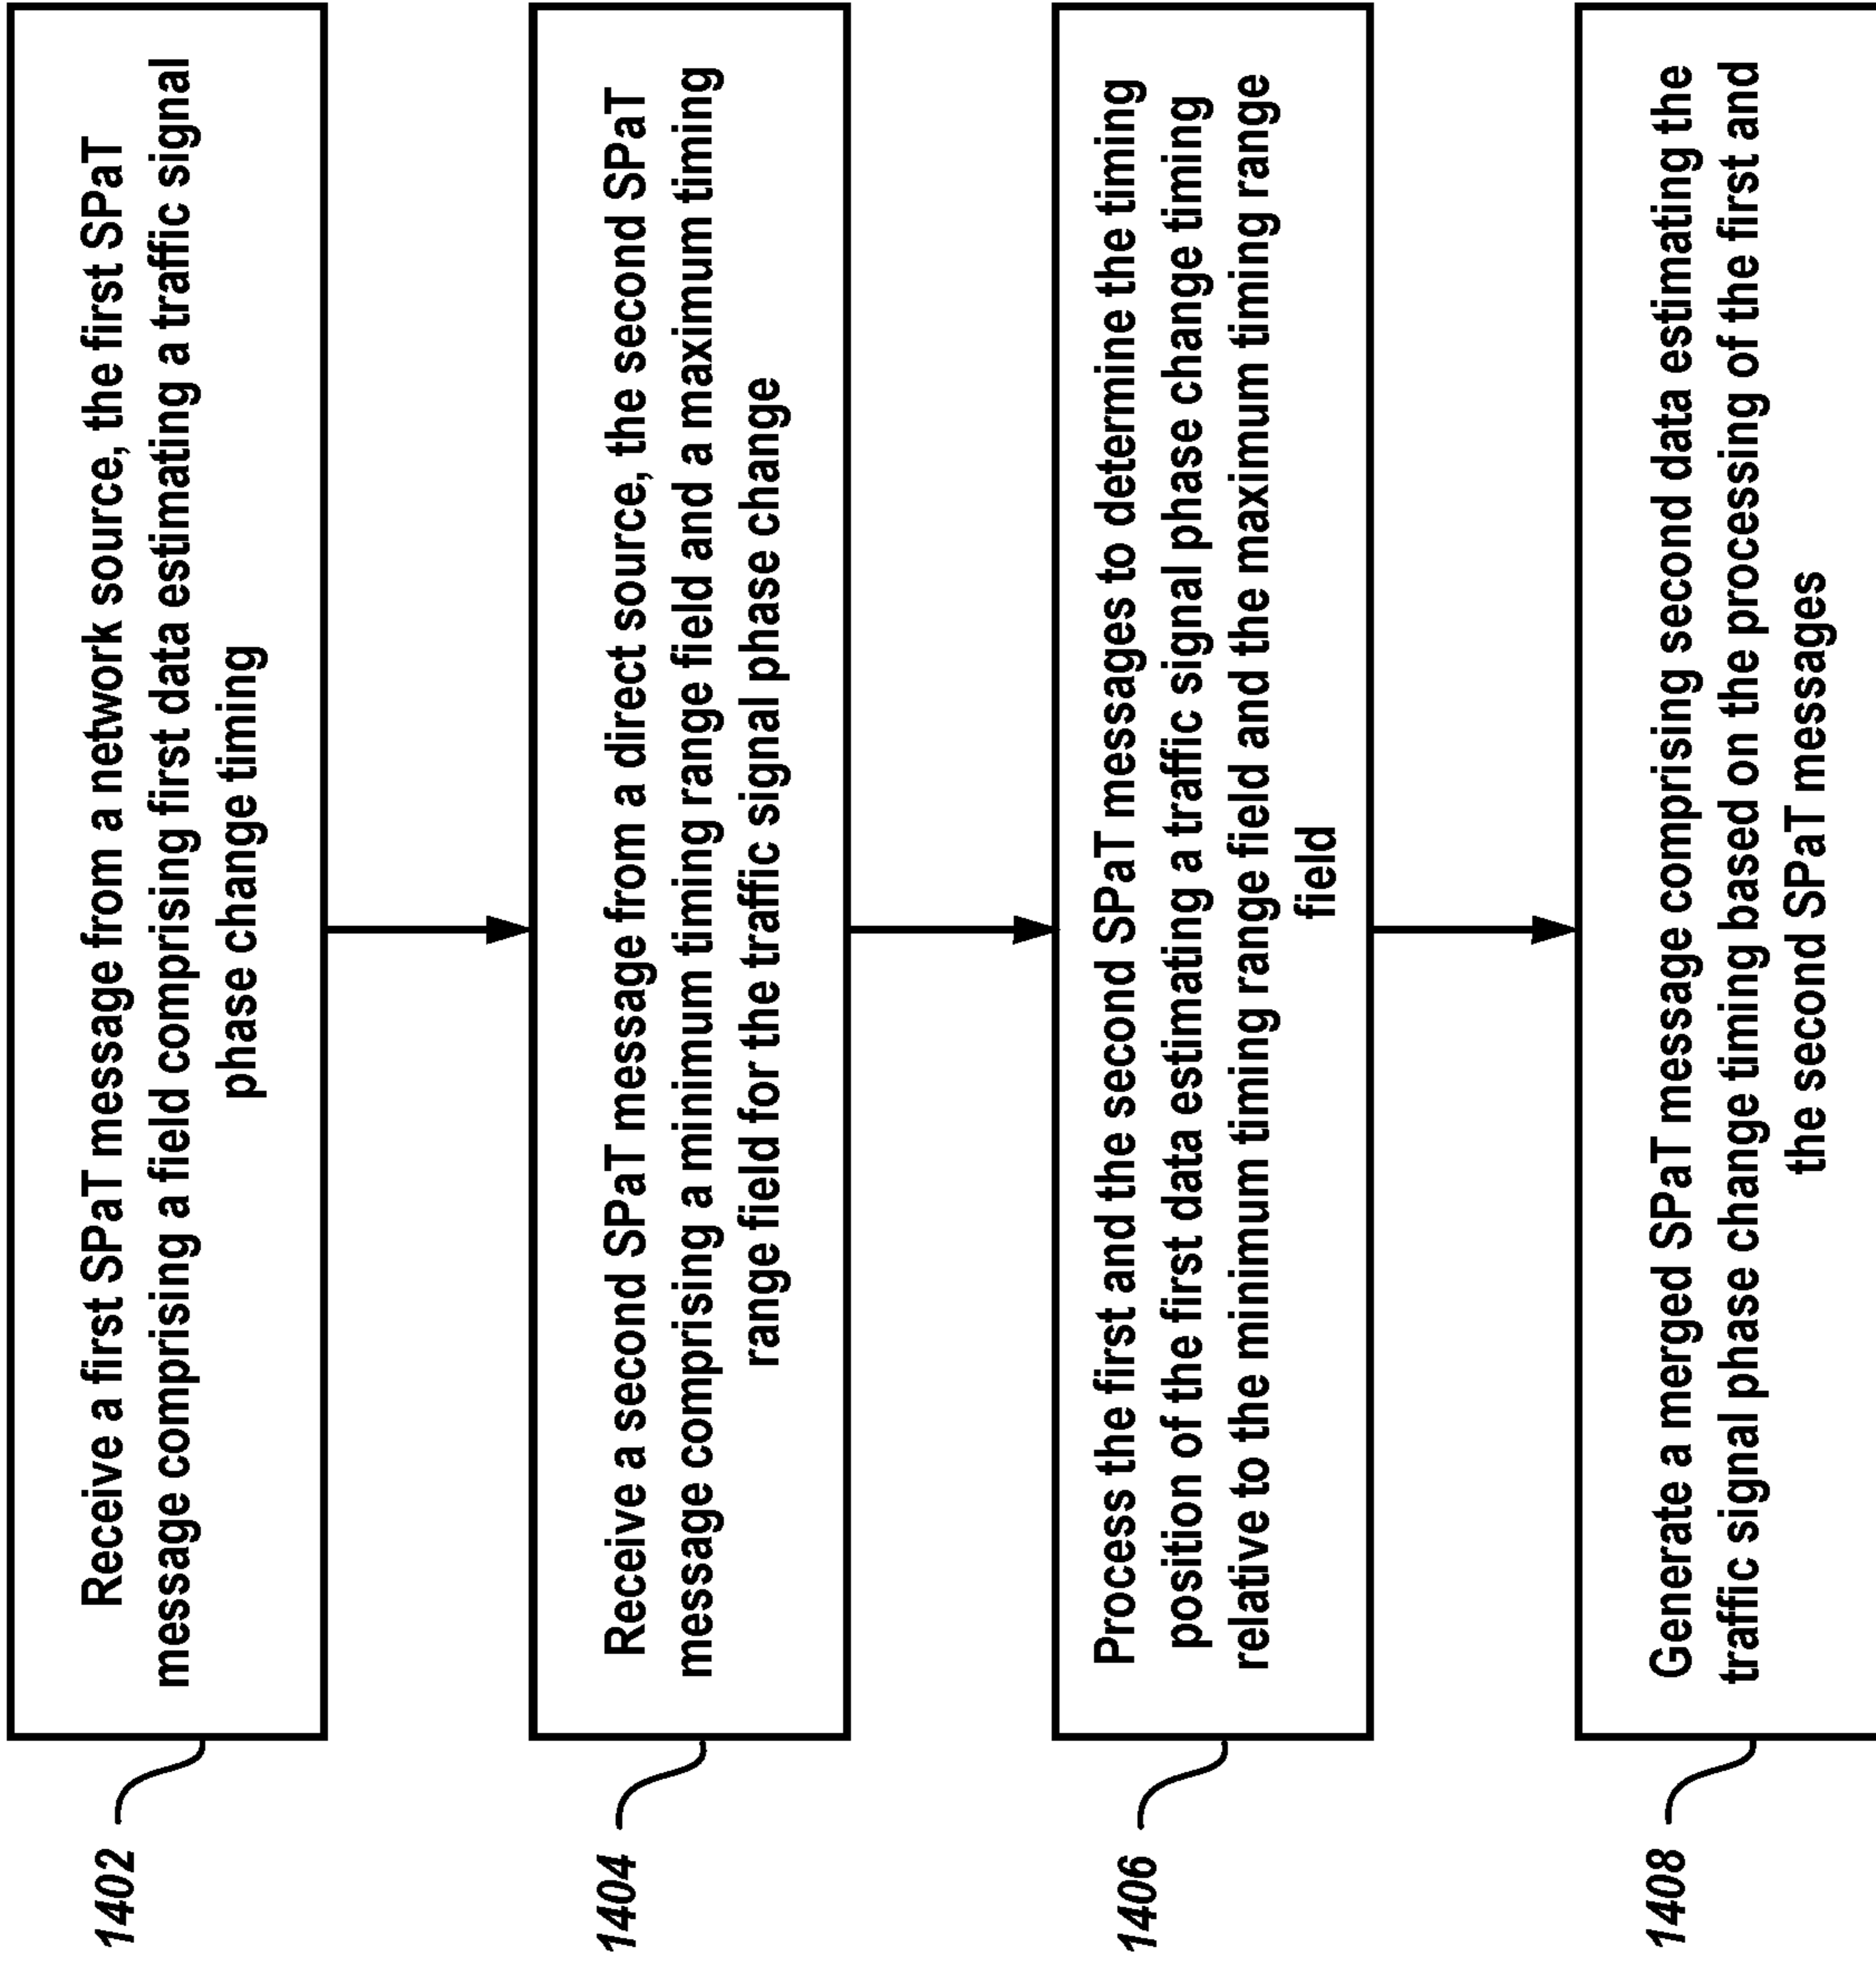 1402
Receive a first SPaT message from a network source, the first SPaT
message comprising a field comprising first data estimating a traffic signal
phase change timing
1404
Receive a second SPaT message from a direct source, the second SPaT
message comprising a minimum timing range field and a maximum timing
range field for the traffic signal phase change
1406
Process the first and the second SPaT messages to determine the timing
position of the first data estimating a traffic signal phase change timing
relative to the minimum timing range field and the maximum timing range
field
1408
Generate a merged SPaT message comprising second data estimating the
traffic signal phase change timing based on the processing of the first and
the second SPaT messages